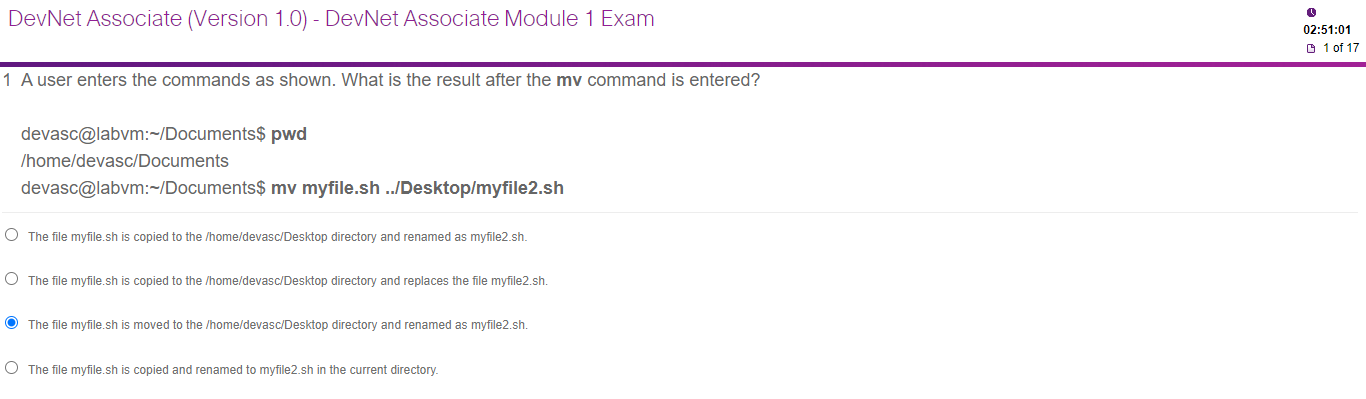 DevNet Associate (Version 1.0) - DevNet Associate Module 1 Exam
02:51:01
1 of 17
1 A user enters the commands as shown. What is the result after the mv command is entered?
devasc@labvm:~/Documents$ pwd
/home/devasc/Documents
devasc@labvm:~/Documents$ mv myfile.sh ../Desktop/myfile2.sh
The file myfile.sh is copied to the /home/devasc/Desktop directory and renamed as myfile2.sh.
The file myfile.sh is copied to the /home/devasc/Desktop directory and replaces the file myfile2.sh.
The file myfile.sh is moved to the /home/devasc/Desktop directory and renamed as myfile2.sh.
The file myfile.sh is copied and renamed to myfile2.sh in the current directory.